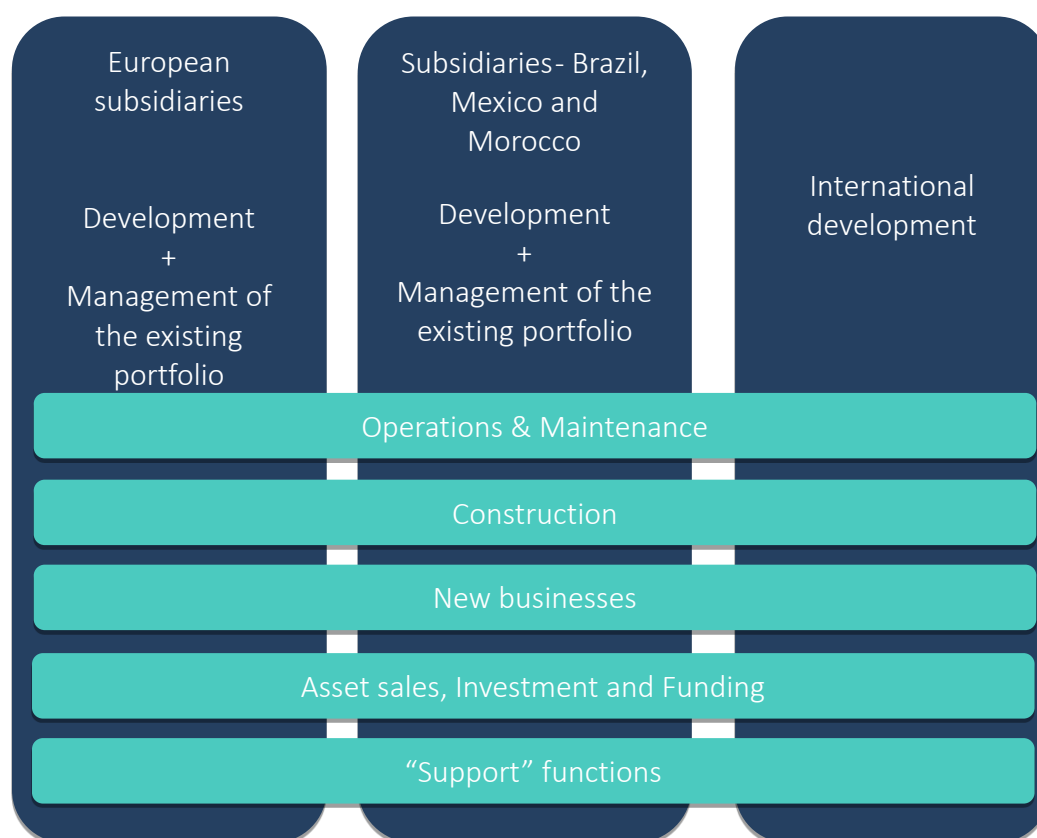 European
subsidiaries
Development
+
Management of
the existing
portfolio
Subsidiaries- Brazil,
Mexico and
Morocco
Development
+
Management of the
existing portfolio
International
development
Operations & Maintenance
Construction
New businesses
Asset sales, Investment and Funding
“Support” functions